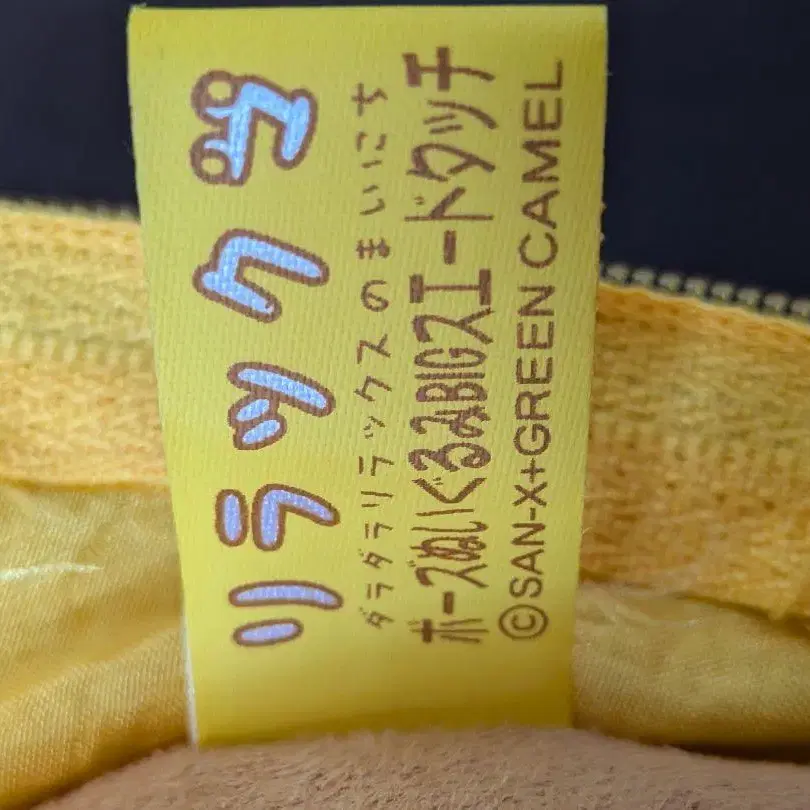 リラックマ
ダラダラリラックスのまいにち
ポーズぬいぐるみBIGスエードタッチ
©SAN-X+GREEN CAMEL